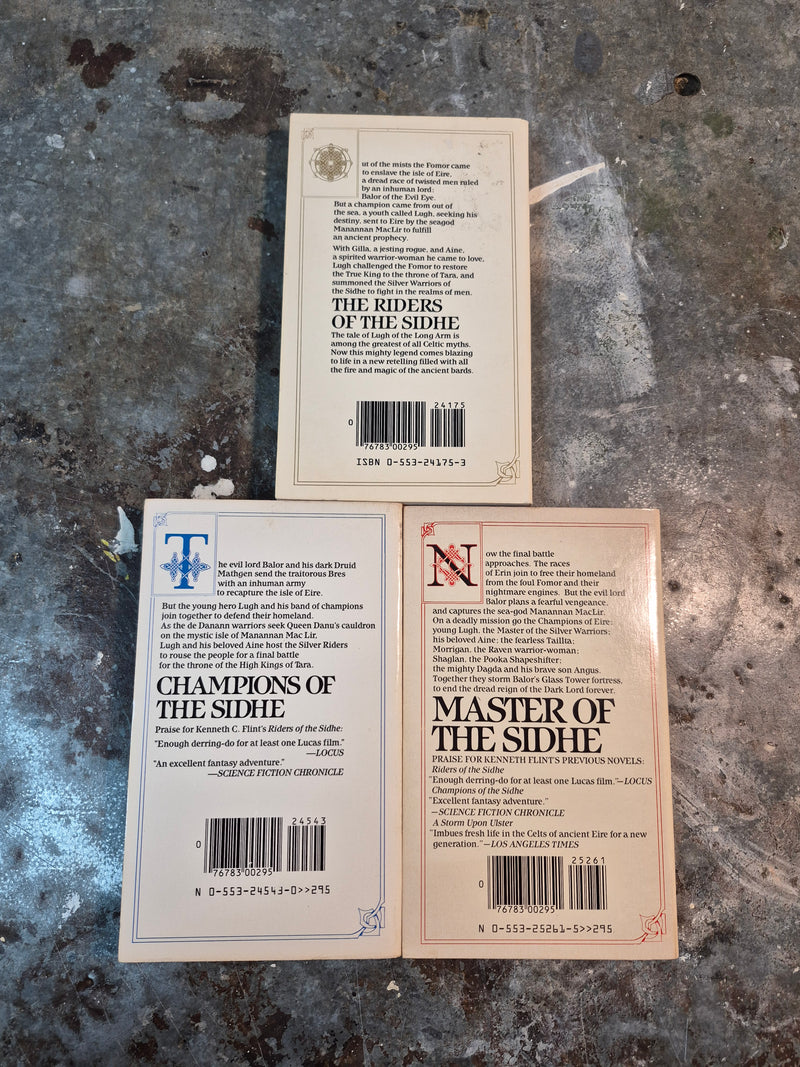 Out of the mists the Fomor came
to enslave the isle of Eire,
a dread race of twisted men ruled
by an inhuman lord:
Balor of the Evil Eye.
But a champion came from out of
the sea, a youth called Lugh, seeking his
destiny, sent to Eire by the seagod
Manannan MacLir to fulfill
an ancient prophecy.
With Gilla, a jesting rogue, and Aine,
a spirited warrior-woman he came to love,
Lugh challenged the Fomor to restore
the True King to the throne of Tara, and
summoned the Silver Warriors of
the Sidhe to fight in the realms of men.
THE RIDERS
OF THE SIDHE
The tale of Lugh of the Long Arm is
among the greatest of all Celtic myths.
Now this mighty legend comes blazing
to life in a new retelling filled with all
the fire and magic of the ancient bards.
24175
0
76783 00295
ISBN 0-553-24175-3
The evil lord Balor and his dark Druid
Mathgen send the traitorous Bres
with an inhuman army
to recapture the isle of Eire.
But the young hero Lugh and his band of champions
join together to defend their homeland.
As the de Danann warriors seek Queen Danu's cauldron
on the mystic isle of Manannan Mac Lir,
Lugh and his beloved Aine host the Silver Riders
to rouse the people for a final battle
for the throne of the High Kings of Tara.
CHAMPIONS OF
THE SIDHE
Praise for Kenneth C. Flint's Riders of the Sidhe:
"Enough derring-do for at least one Lucas film."
—LOCUS
"An excellent fantasy adventure."
—SCIENCE FICTION CHRONICLE
24543
0
76783 00295
N 0-553-24543-0>>295
Now the final battle
approaches. The races
of Erin join to free their homeland
from the foul Fomor and their
nightmare engines. But the evil lord
Balor plans a fearful vengeance,
and captures the sea-god Manannan MacLir.
On a deadly mission go the Champions of Eire:
young Lugh, the Master of the Silver Warriors;
his beloved Aine; the fearless Taillta;
Morrigan, the Raven warrior-woman;
Shaglan, the Pooka Shapeshifter;
the mighty Dagda and his brave son Angus.
Together they storm Balor's Glass Tower fortress,
to end the dread reign of the Dark Lord forever.
MASTER OF
THE SIDHE
PRAISE FOR KENNETH FLINT'S PREVIOUS NOVELS:
Riders of the Sidhe
"Enough derring-do for at least one Lucas film."—LOCUS
Champions of the Sidhe
"Excellent fantasy adventure."
—SCIENCE FICTION CHRONICLE
A Storm Upon Ulster
"Imbues fresh life in the Celts of ancient Eire for a new
generation."—LOS ANGELES TIMES
25261
0
76783 00295
N 0-553-25261-5>>295